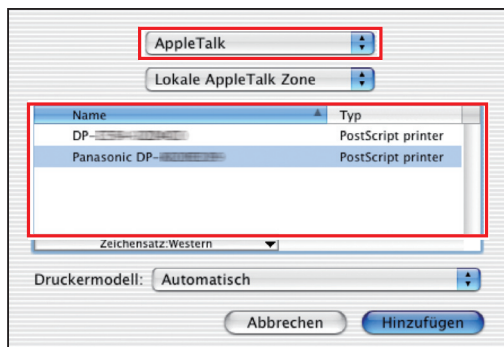 AppleTalk
Lokale AppleTalk Zone
Name Typ
DP- PostScript printer
Panasonic DP- PostScript printer
Zeichensatz:Western
Druckermodell: Automatisch
Abbrechen Hinzufügen